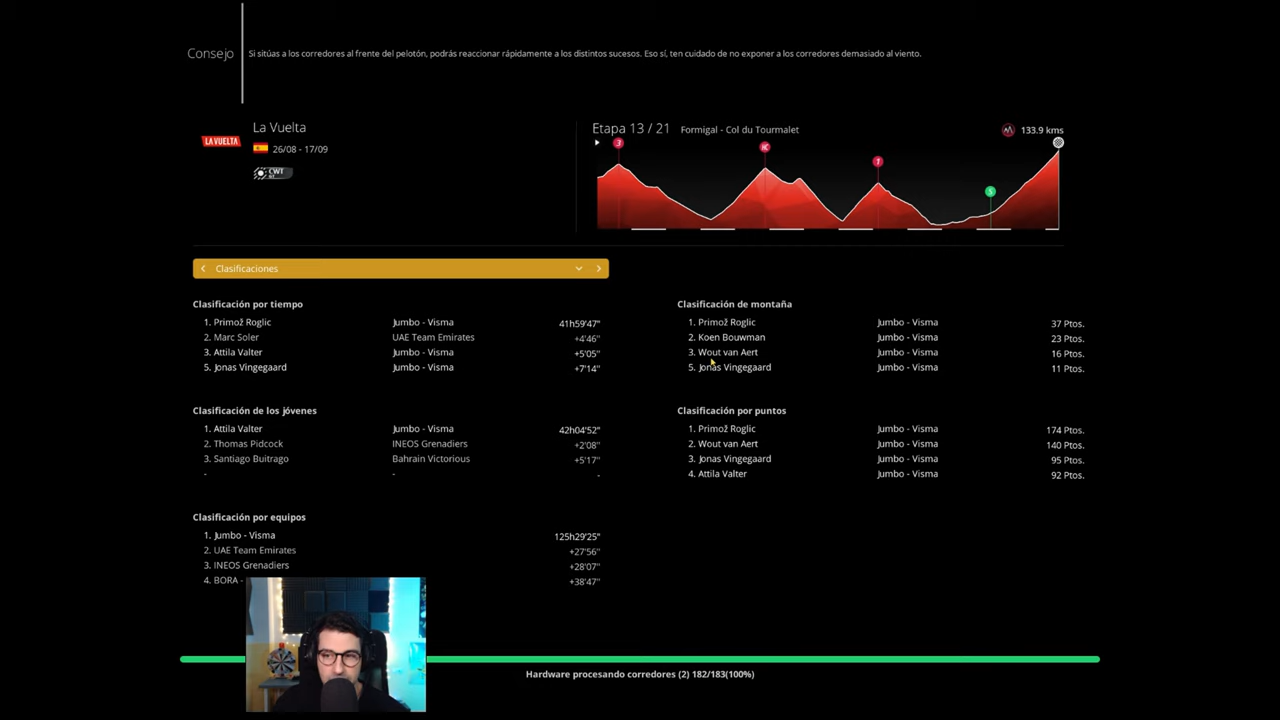 Consejo
Si sitúas a los corredores al frente del pelotón, podrás reaccionar rápidamente a los distintos sucesos. Eso sí, ten cuidado de no exponer a los corredores demasiado al viento.
LA VUELTA
La Vuelta
26/08 - 17/09
CWT
Etapa 13 / 21 Formigal - Col du Tourmalet
133.9 kms
3
HC
1
S
Clasificaciones
Clasificación por tiempo
1. Primož Roglic Jumbo - Visma 41h59'47''
2. Marc Soler UAE Team Emirates +4'46''
3. Attila Valter Jumbo - Visma +5'05''
5. Jonas Vingegaard Jumbo - Visma +7'14''
Clasificación de montaña
1. Primož Roglic Jumbo - Visma 37 Ptos.
2. Koen Bouwman Jumbo - Visma 23 Ptos.
3. Wout van Aert Jumbo - Visma 16 Ptos.
5. Jonas Vingegaard Jumbo - Visma 11 Ptos.
Clasificación de los jóvenes
1. Attila Valter Jumbo - Visma 42h04'52''
2. Thomas Pidcock INEOS Grenadiers +2'08''
3. Santiago Buitrago Bahrain Victorious +5'17''
- - -
Clasificación por puntos
1. Primož Roglic Jumbo - Visma 174 Ptos.
2. Wout van Aert Jumbo - Visma 140 Ptos.
3. Jonas Vingegaard Jumbo - Visma 95 Ptos.
4. Attila Valter Jumbo - Visma 92 Ptos.
Clasificación por equipos
1. Jumbo - Visma 125h29'25''
2. UAE Team Emirates +27'56''
3. INEOS Grenadiers +28'07''
4. BORA - +38'47''
Hardware procesando corredores (2) 182/183(100%)